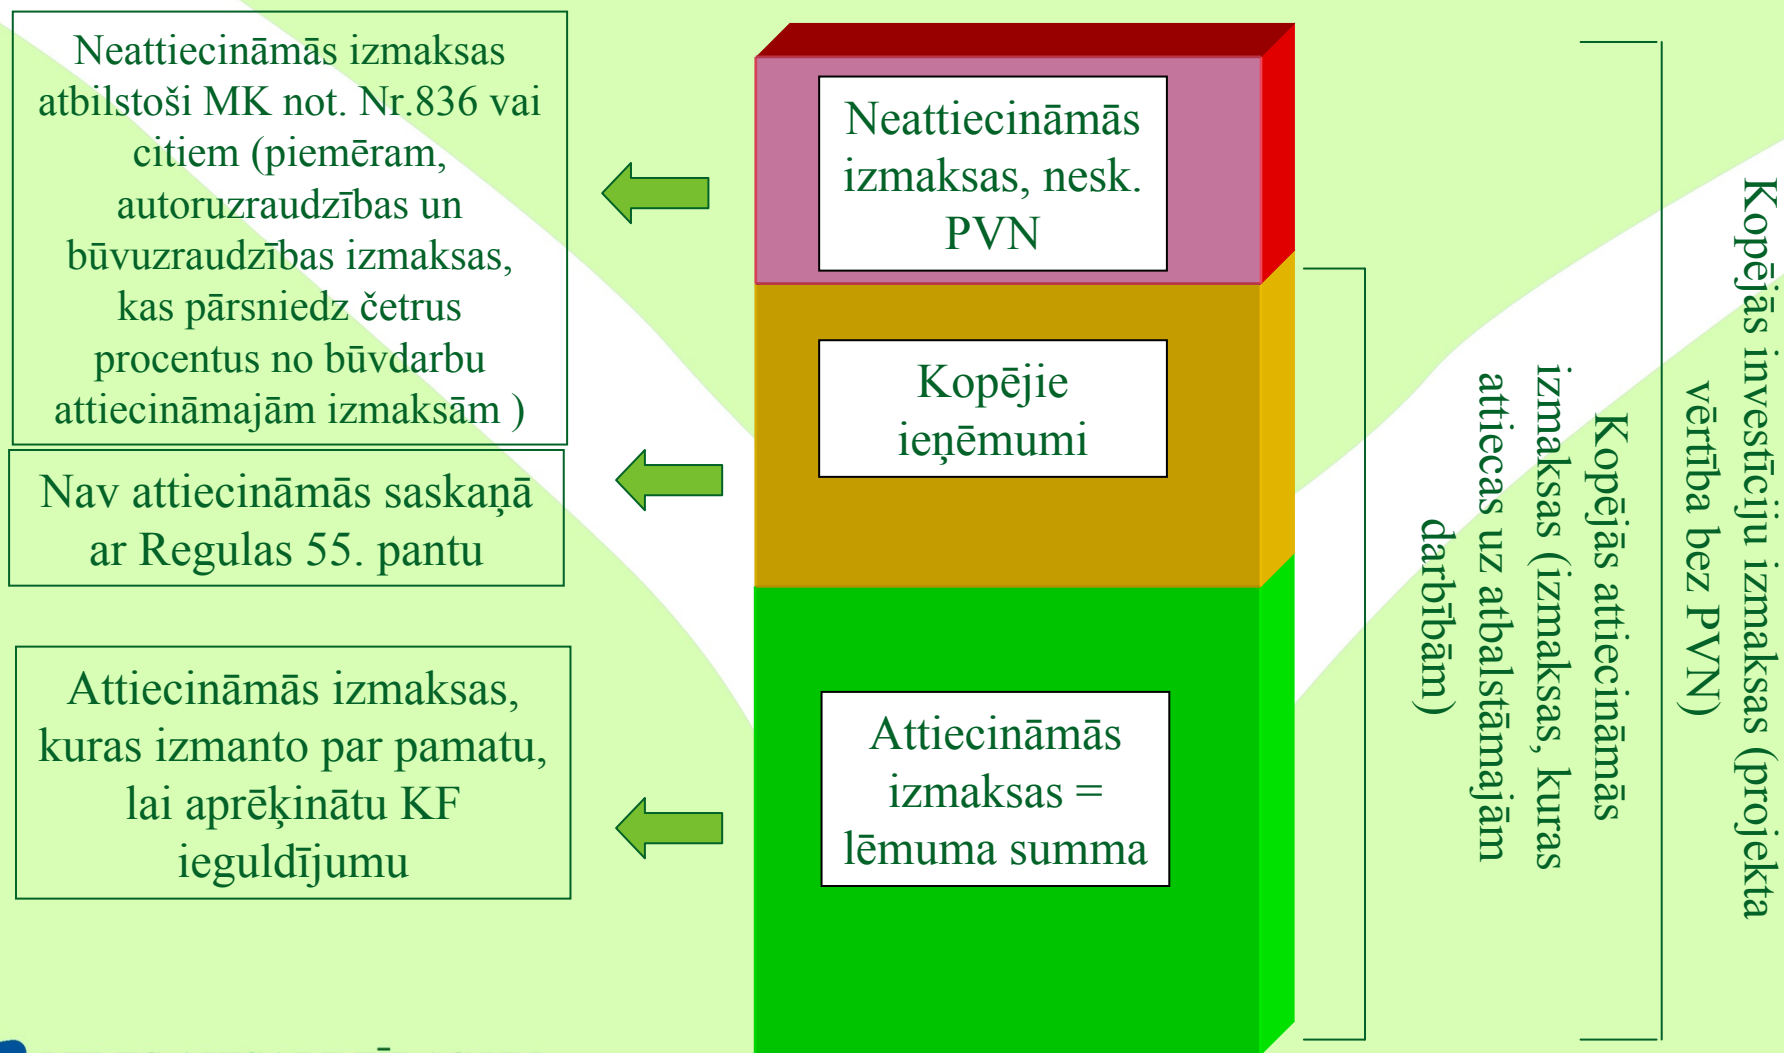 Neattiecināmās izmaksas
atbilstoši MK not. Nr.836 vai
citiem (piemēram,
autoruzraudzības un
būvuzraudzības izmaksas,
kas pārsniedz četrus
procentus no būvdarbu
attiecināmajām izmaksām )
Nav attiecināmās saskaņā
ar Regulas 55. pantu
Attiecināmās izmaksas,
kuras izmanto par pamatu,
lai aprēķinātu KF
ieguldījumu
Neattiecināmās
izmaksas, nesk.
PVN
Kopējie
ieņēmumi
Attiecināmās
izmaksas =
lēmuma summa
Kopējās attiecināmās
izmaksas (izmaksas, kuras
attiecas uz atbalstāmajām
darbībām)
Kopējās investīciju izmaksas (projekta
vērtība bez PVN)